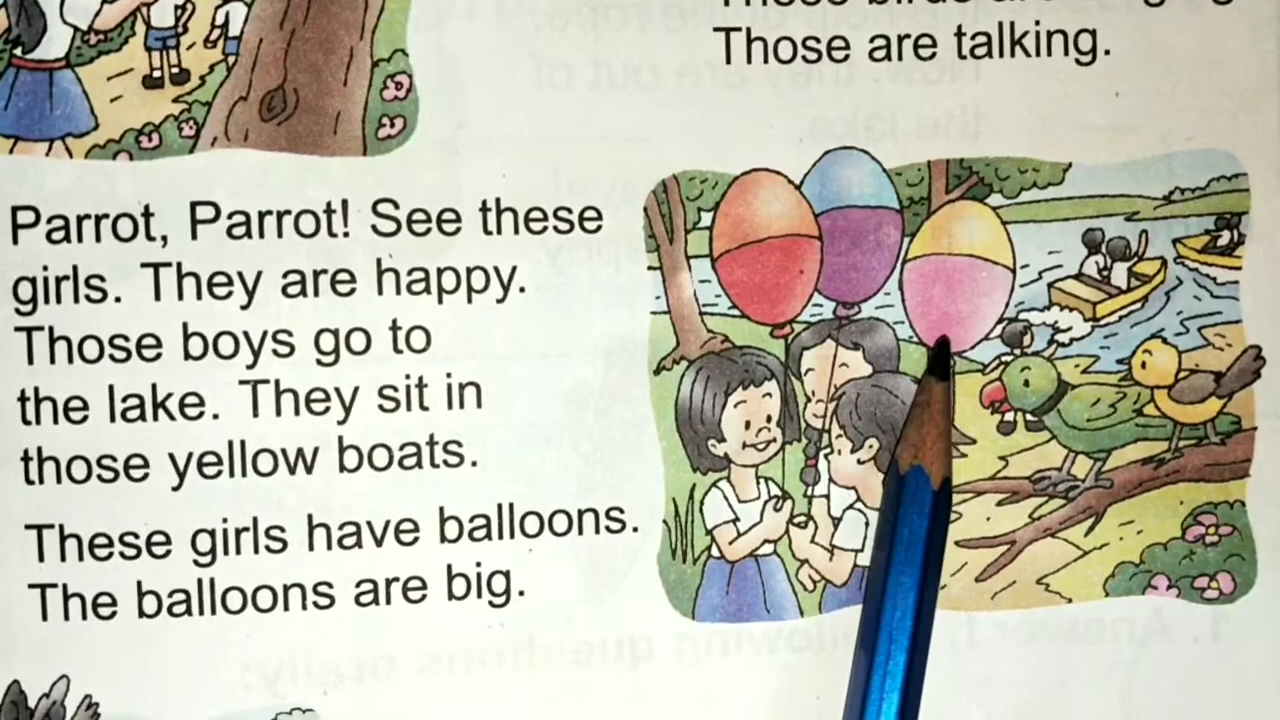 Those are talking.
Parrot, Parrot! See these
girls. They are happy.
Those boys go to
the lake. They sit in
those yellow boats.
These girls have balloons.
The balloons are big.